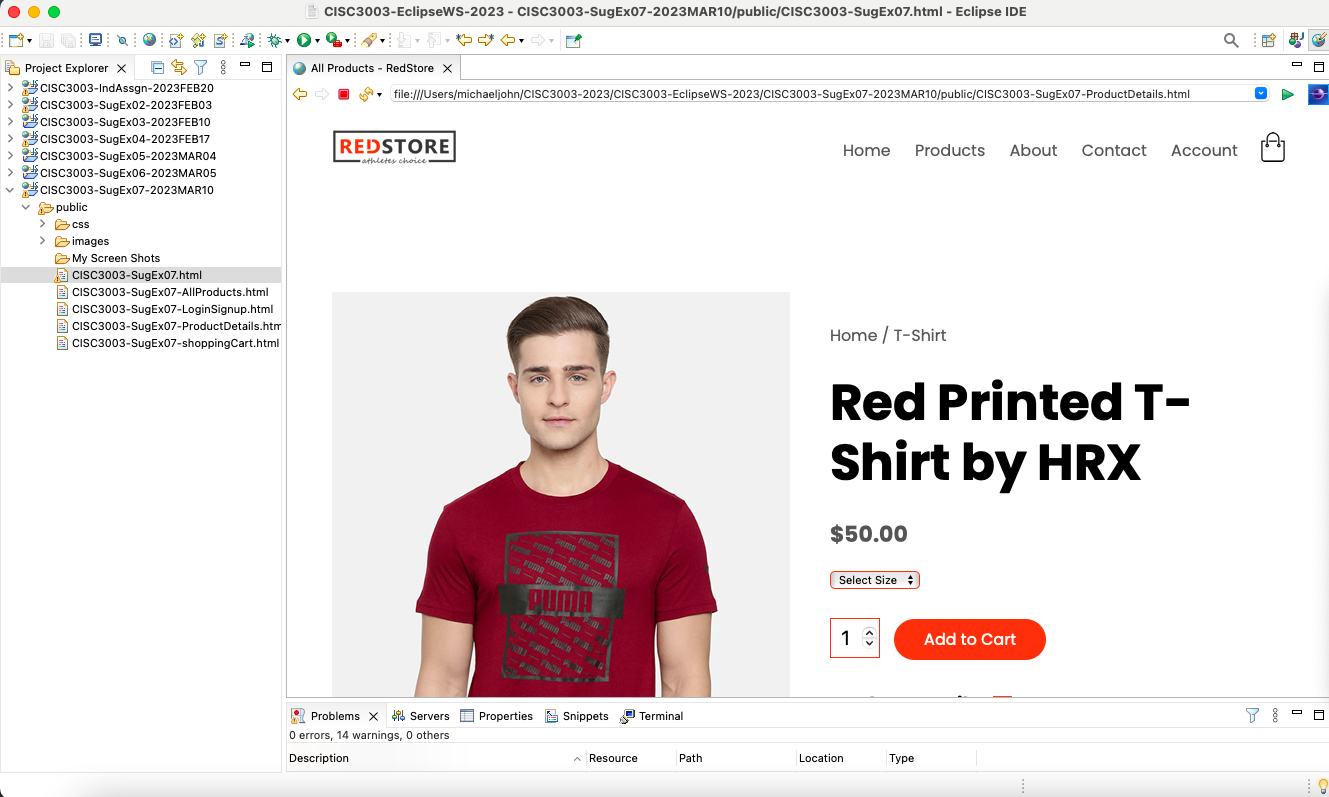 CISC3003-EclipseWS-2023 - CISC3003-SugEx07-2023MAR10/public/CISC3003-SugEx07.html - Eclipse IDE
Project Explorer
All Products - RedStore
CISC3003-IndAssgn-2023FEB20
CISC3003-SugEx02-2023FEB03
CISC3003-SugEx03-2023FEB10
CISC3003-SugEx04-2023FEB17
CISC3003-SugEx05-2023MAR04
CISC3003-SugEx06-2023MAR05
CISC3003-SugEx07-2023MAR10
public
css
images
My Screen Shots
CISC3003-SugEx07.html
CISC3003-SugEx07-AllProducts.html
CISC3003-SugEx07-LoginSignup.html
CISC3003-SugEx07-ProductDetails.htm
CISC3003-SugEx07-shoppingCart.html
file:///Users/michaeljohn/CISC3003-2023/CISC3003-EclipseWS-2023/CISC3003-SugEx07-2023MAR10/public/CISC3003-SugEx07-ProductDetails.html
REDSTORE
athletes choice
Home Products About Contact Account
PUMA
Home / T-Shirt
Red Printed T-
Shirt by HRX
$50.00
Select Size
1
Add to Cart
Problems Servers Properties Snippets Terminal
0 errors, 14 warnings, 0 others
Description Resource Path Location Type